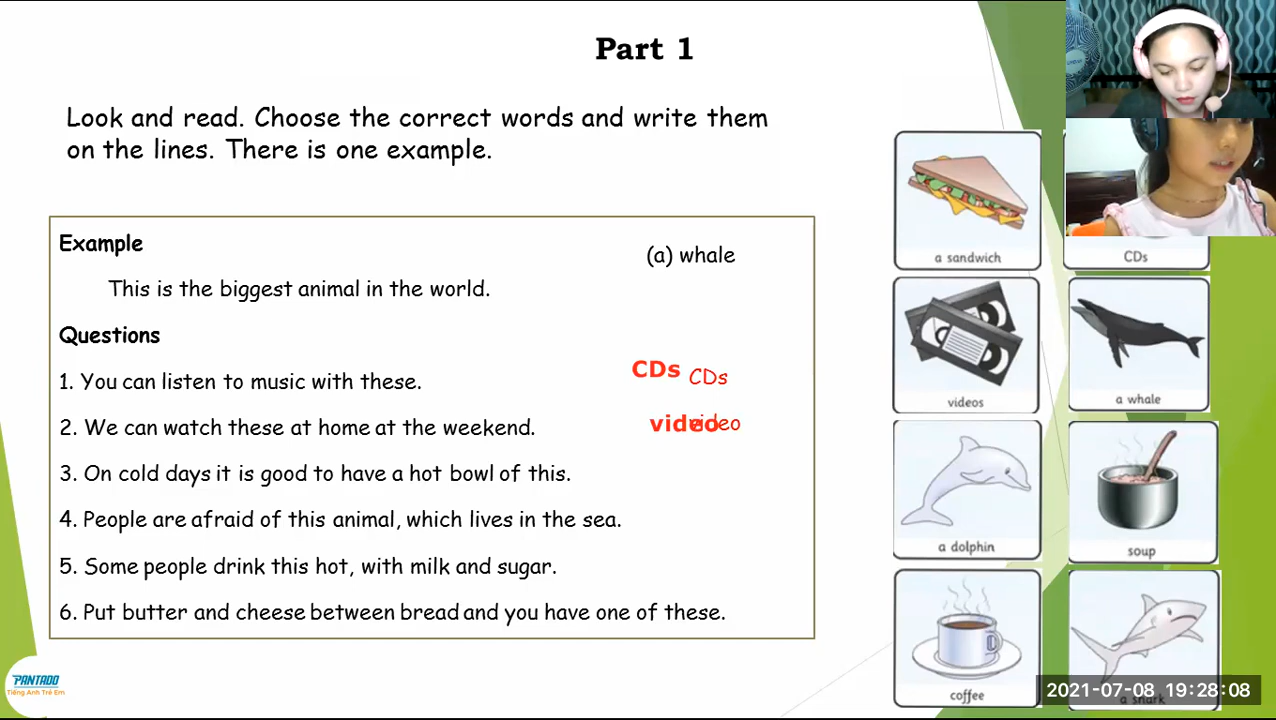 Part 1
Look and read. Choose the correct words and write them
on the lines. There is one example.
Example
(a) whale
This is the biggest animal in the world.
Questions
1. You can listen to music with these.
CDs CDs
2. We can watch these at home at the weekend.
video video
3. On cold days it is good to have a hot bowl of this.
4. People are afraid of this animal, which lives in the sea.
5. Some people drink this hot, with milk and sugar.
6. Put butter and cheese between bread and you have one of these.
a sandwich
CDs
videos
a whale
a dolphin
soup
coffee
a shark
2021-07-08 19:28:08
PANTADO
Tiếng Anh Trẻ Em